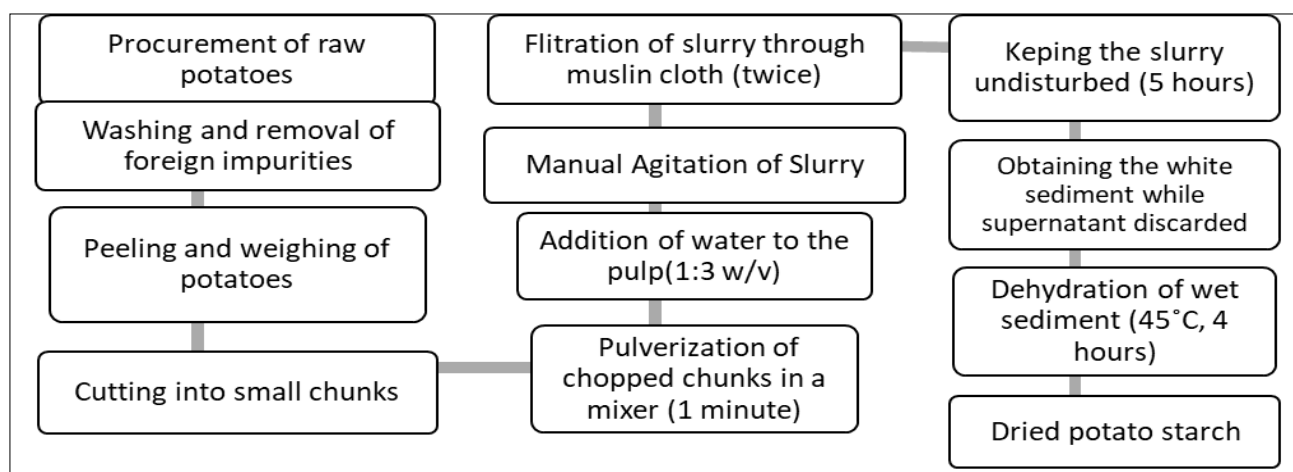 Procurement of raw
potatoes
Washing and removal of
foreign impurities
Peeling and weighing of
potatoes
Cutting into small chunks
Pulverization of
chopped chunks in a
mixer (1 minute)
Addition of water to the
pulp(1:3 w/v)
Manual Agitation of Slurry
Flitration of slurry through
muslin cloth (twice)
Keping the slurry
undisturbed (5 hours)
Obtaining the white
sediment while
supernatant discarded
Dehydration of wet
sediment (45˚C, 4
hours)
Dried potato starch